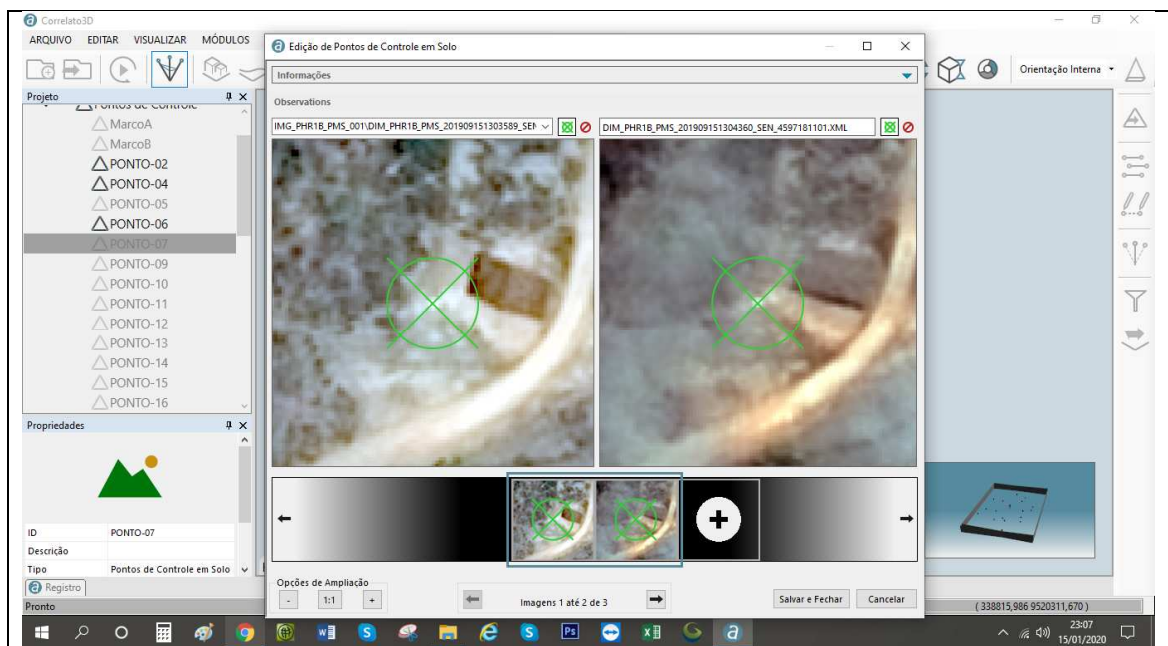 Correlato3D
ARQUIVO EDITAR VISUALIZAR MÓDULOS
Orientação Interna
Projeto
Pontos de Controle
MarcoA
MarcoB
PONTO-02
PONTO-04
PONTO-05
PONTO-06
PONTO-07
PONTO-09
PONTO-10
PONTO-11
PONTO-12
PONTO-13
PONTO-14
PONTO-15
PONTO-16
Propriedades
ID PONTO-07
Descrição
Tipo Pontos de Controle em Solo
Registro
Pronto
Edição de Pontos de Controle em Solo
Informações
Observations
IMG_PHR1B_PMS_001\DIM_PHR1B_PMS_201909151303589_SEN
DIM_PHR1B_PMS_201909151304360_SEN_4597181101.XML
Opções de Ampliação
- 1:1 +
Imagens 1 até 2 de 3
Salvar e Fechar Cancelar
( 338815,986 9520311,670 )
23:07
15/01/2020